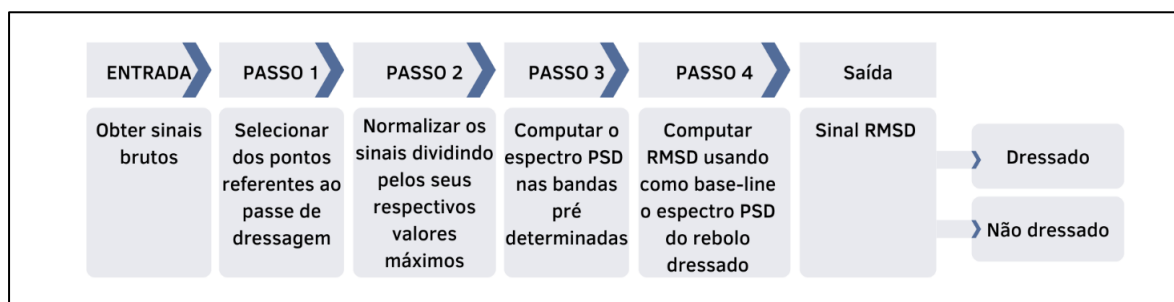 ENTRADA
PASSO 1
PASSO 2
PASSO 3
PASSO 4
Saída
Obter sinais
brutos
Selecionar
dos pontos
referentes ao
passe de
dressagem
Normalizar os
sinais dividindo
pelos seus
respectivos
valores
máximos
Computar o
espectro PSD
nas bandas
pré
determinadas
Computar
RMSD usando
como base-line
o espectro PSD
do rebolo
dressado
Sinal RMSD
Dressado
Não dressado